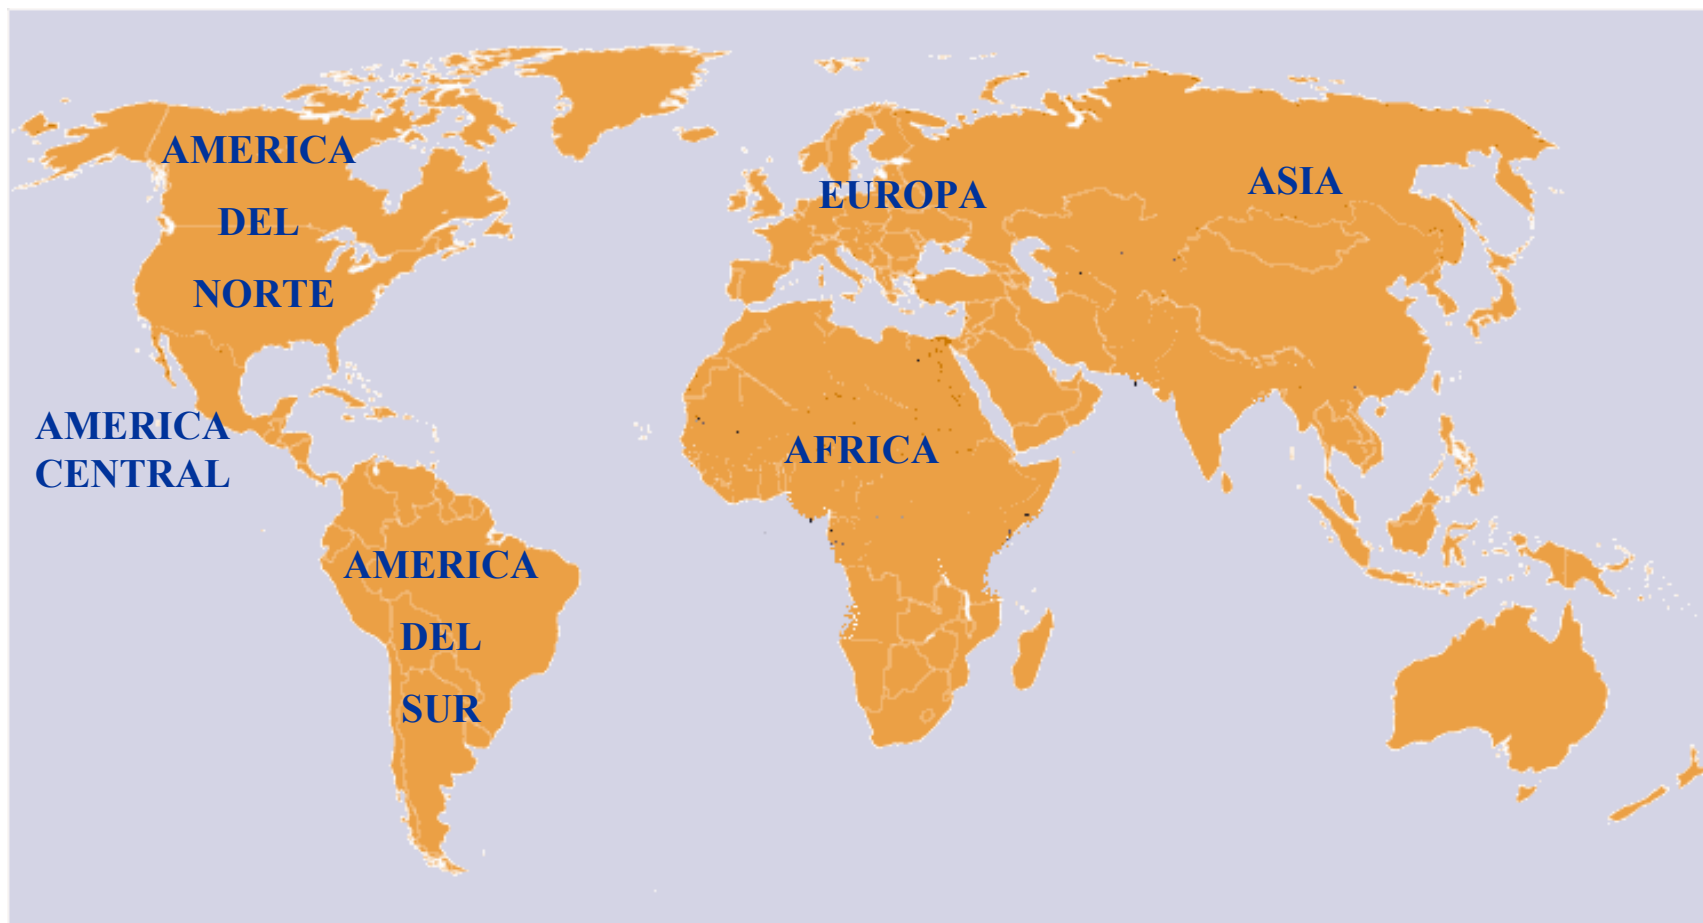 AMERICA
DEL
NORTE
EUROPA
ASIA
AMERICA
CENTRAL
AFRICA
AMERICA
DEL
SUR